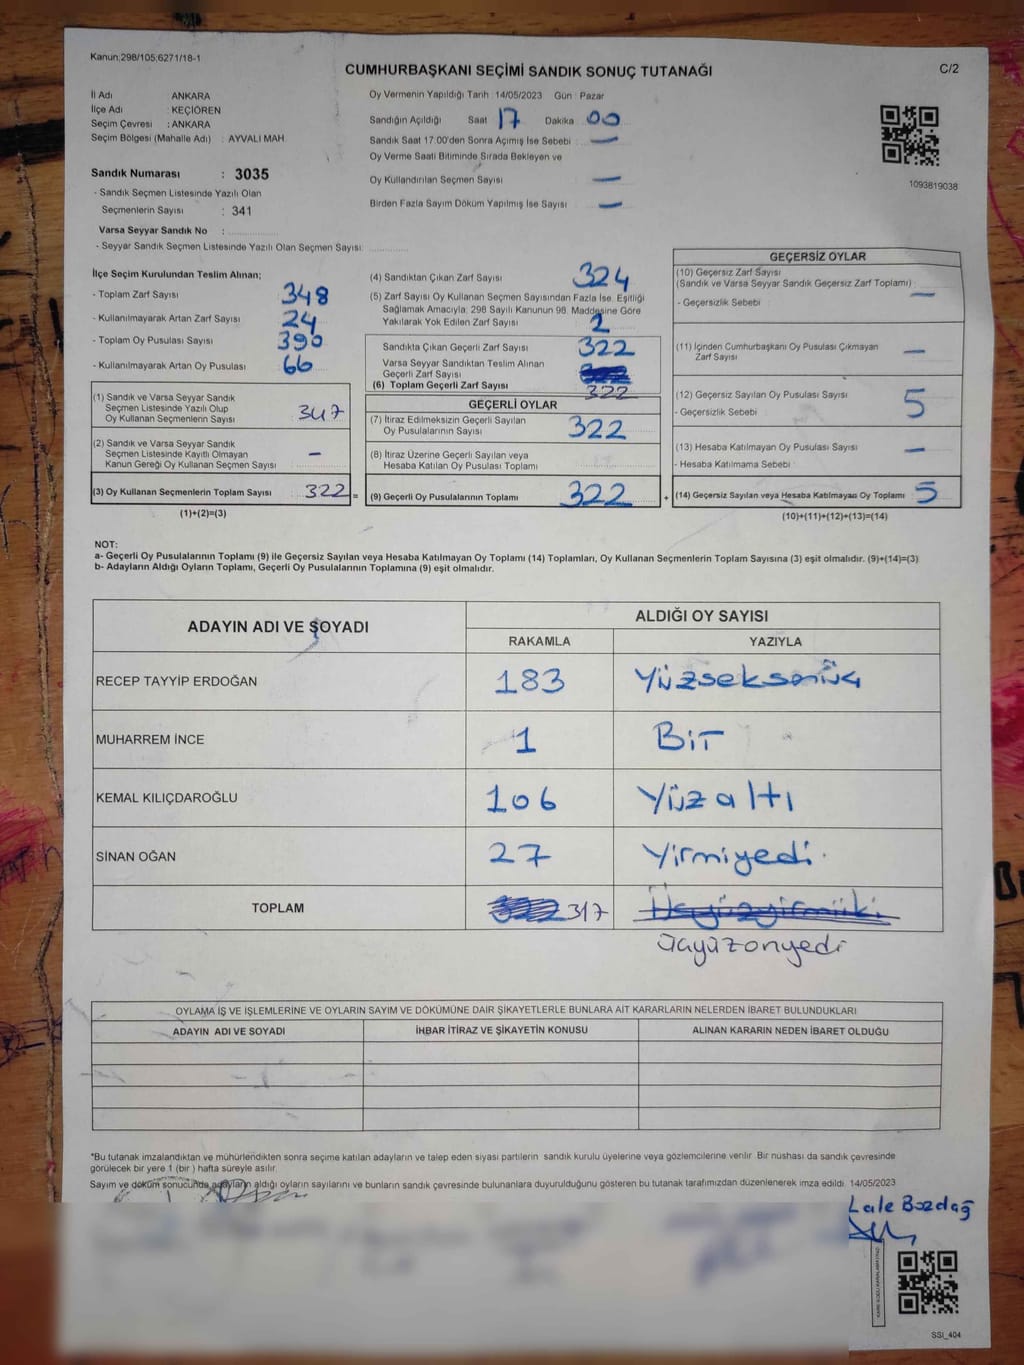 Kanun:298/105;6271/18-1
CUMHURBAŞKANI SEÇİMİ SANDIK SONUÇ TUTANAĞI
C/2
İl Adı ANKARA
İlçe Adı : KEÇİÖREN
Seçim Çevresi : ANKARA
Seçim Bölgesi (Mahalle Adı) : AYVALI MAH.
Sandık Numarası : 3035
- Sandık Seçmen Listesinde Yazılı Olan
Seçmenlerin Sayısı : 341
Varsa Seyyar Sandık No :
- Seyyar Sandık Seçmen Listesinde Yazılı Olan Seçmen Sayısı:
Oy Vermenin Yapıldığı Tarih :14/05/2023 Gün : Pazar
Sandığın Açıldığı Saat 17 Dakika 00
Sandık Saat 17.00'den Sonra Açımış İse Sebebi : —
Oy Verme Saati Bitiminde Sırada Bekleyen ve
Oy Kullandırılan Seçmen Sayısı —
Birden Fazla Sayım Döküm Yapılmış İse Sayısı : —
1093819038
İlçe Seçim Kurulundan Teslim Alınan;
- Toplam Zarf Sayısı : 348
- Kullanılmayarak Artan Zarf Sayısı : 24
- Toplam Oy Pusulası Sayısı : 390
- Kullanılmayarak Artan Oy Pusulası : 66
(1) Sandık ve Varsa Seyyar Sandık
Seçmen Listesinde Yazılı Olup
Oy Kullanan Seçmenlerin Sayısı : 347
(2) Sandık ve Varsa Seyyar Sandık
Seçmen Listesinde Kayıtlı Olmayan
Kanun Gereği Oy Kullanan Seçmen Sayısı : —
(3) Oy Kullanan Seçmenlerin Toplam Sayısı : 322 =
(1)+(2)=(3)
(4) Sandıktan Çıkan Zarf Sayısı 324
(5) Zarf Sayısı Oy Kullanan Seçmen Sayısından Fazla İse, Eşitliği
Sağlamak Amacıyla; 298 Sayılı Kanunun 98. Maddesine Göre
Yakılarak Yok Edilen Zarf Sayısı : 2
Sandıkta Çıkan Geçerli Zarf Sayısı 322
Varsa Seyyar Sandıktan Teslim Alınan
Geçerli Zarf Sayısı
(6) Toplam Geçerli Zarf Sayısı 322
GEÇERLİ OYLAR
(7) İtiraz Edilmeksizin Geçerli Sayılan
Oy Pusulalarının Sayısı : 322
(8) İtiraz Üzerine Geçerli Sayılan veya
Hesaba Katılan Oy Pusulası Toplamı :
(9) Geçerli Oy Pusulalarının Toplamı : 322 +
GEÇERSİZ OYLAR
(10) Geçersiz Zarf Sayısı
(Sandık ve Varsa Seyyar Sandık Geçersiz Zarf Toplamı) :
- Geçersizlik Sebebi : —
(11) İçinden Cumhurbaşkanı Oy Pusulası Çıkmayan
Zarf Sayısı : —
(12) Geçersiz Sayılan Oy Pusulası Sayısı : 5
- Geçersizlik Sebebi :
(13) Hesaba Katılmayan Oy Pusulası Sayısı : —
- Hesaba Katılmama Sebebi :
(14) Geçersiz Sayılan veya Hesaba Katılmayan Oy Toplamı : 5
(10)+(11)+(12)+(13)=(14)
NOT:
a- Geçerli Oy Pusulalarının Toplamı (9) ile Geçersiz Sayılan veya Hesaba Katılmayan Oy Toplamı (14) Toplamları, Oy Kullanan Seçmenlerin Toplam Sayısına (3) eşit olmalıdır. (9)+(14)=(3)
b- Adayların Aldığı Oyların Toplamı, Geçerli Oy Pusulalarının Toplamına (9) eşit olmalıdır.
ADAYIN ADI VE SOYADI
ALDIĞI OY SAYISI
RAKAMLA YAZIYLA
RECEP TAYYİP ERDOĞAN 183 Yüzseksenüç
MUHARREM İNCE 1 Bir
KEMAL KILIÇDAROĞLU 106 Yüzaltı
SİNAN OĞAN 27 Yirmiyedi
TOPLAM 322 317 Üçyüzyirmiiki
üçyüzonyedi
OYLAMA İŞ VE İŞLEMLERİNE VE OYLARIN SAYIM VE DÖKÜMÜNE DAİR ŞİKAYETLERLE BUNLARA AİT KARARLARIN NELERDEN İBARET BULUNDUKLARI
ADAYIN ADI VE SOYADI İHBAR İTİRAZ VE ŞİKAYETİN KONUSU ALINAN KARARIN NEDEN İBARET OLDUĞU
*Bu tutanak imzalandıktan ve mühürlendikten sonra seçime katılan adayların ve talep eden siyasi partilerin sandık kurulu üyelerine veya gözlemcilerine verilir. Bir nüshası da sandık çevresinde
görülecek bir yere 1 (bir) hafta süreyle asılır.
Sayım ve döküm sonucunda adayların aldığı oyların sayılarını ve bunların sandık çevresinde bulunanlara duyurulduğunu gösteren bu tutanak tarafımızdan düzenlenerek imza edildi. 14/05/2023
Lale Bozdağ
SSI_404